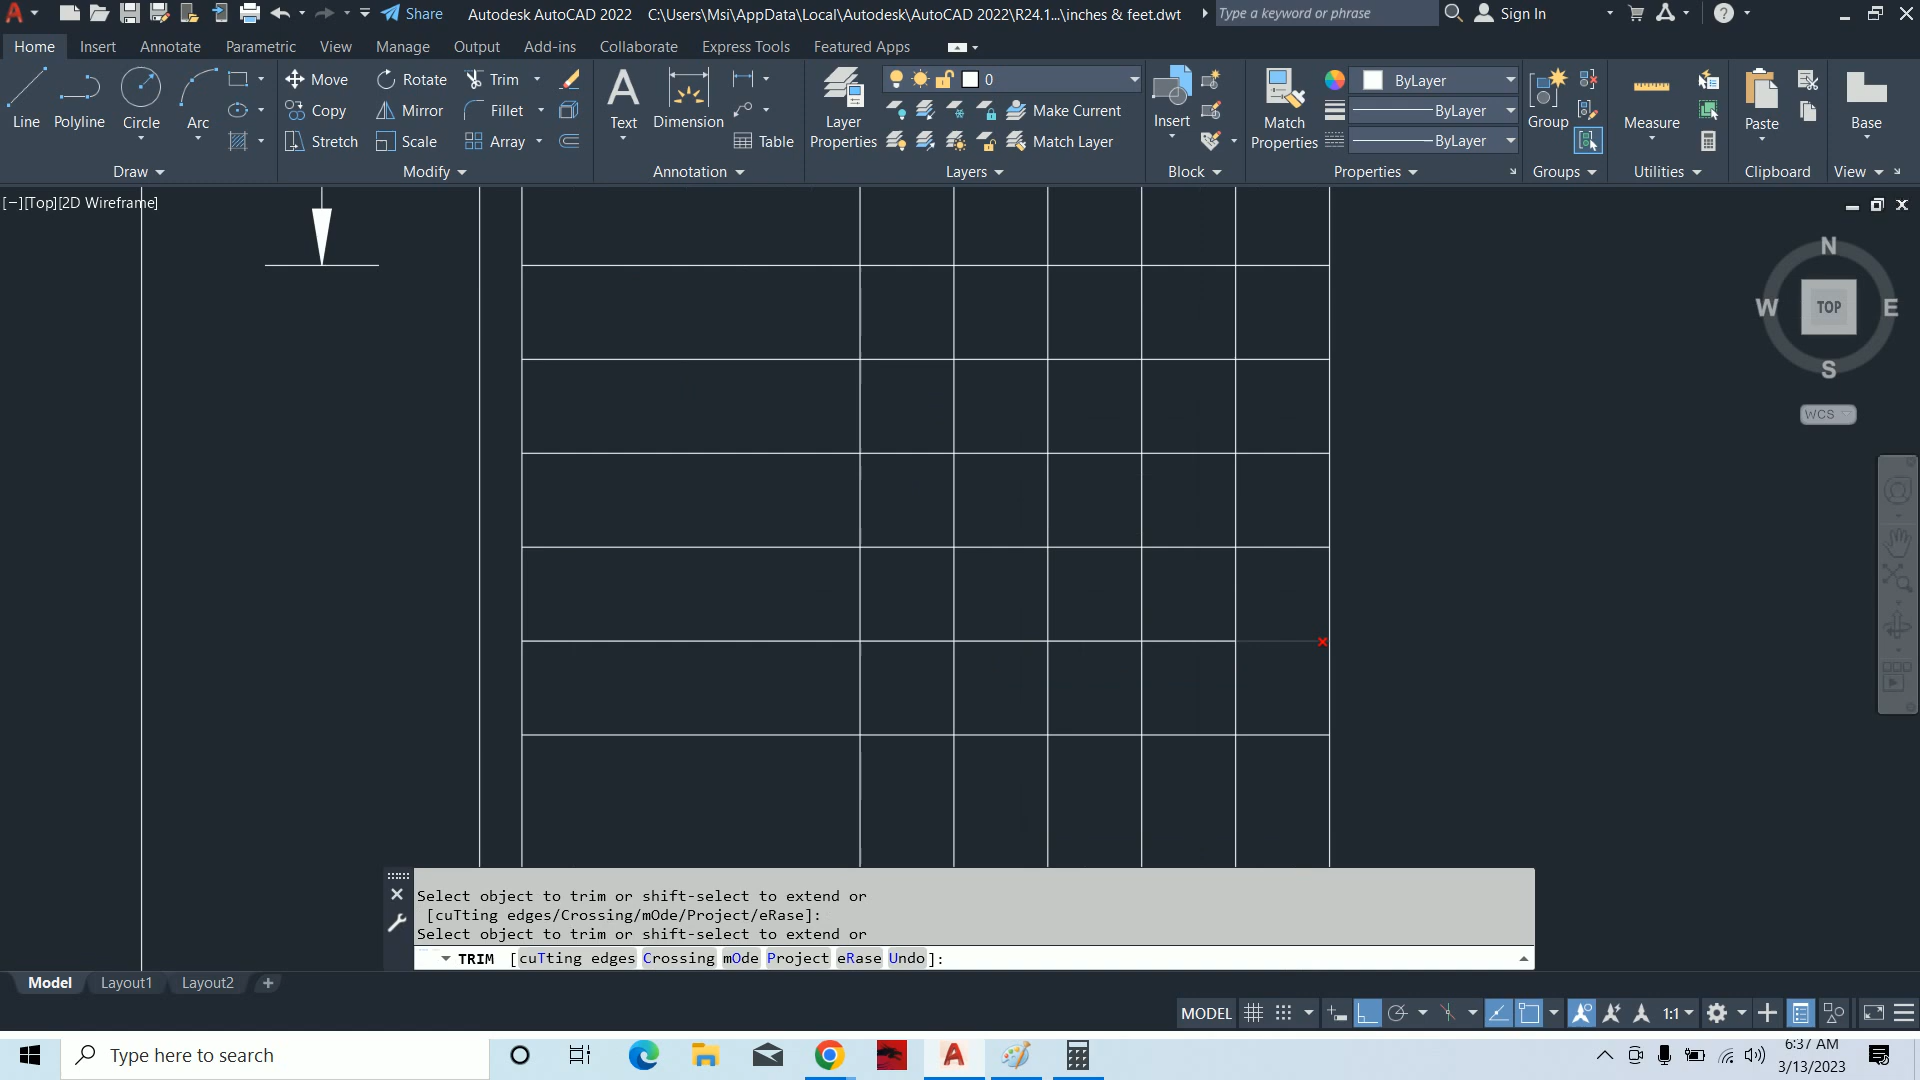 Share
Autodesk AutoCAD 2022 C:\Users\Msi\AppData\Local\Autodesk\AutoCAD 2022\R24.1...\inches & feet.dwt
Type a keyword or phrase
Sign In
Home Insert Annotate Parametric View Manage Output Add-ins Collaborate Express Tools Featured Apps
Line Polyline Circle Arc
Draw
Move Rotate Trim
Copy Mirror Fillet
Stretch Scale Array
Modify
Text Dimension
Table
Annotation
Layer
Properties
0
Make Current
Match Layer
Layers
Insert
Block
Match
Properties
ByLayer
ByLayer
ByLayer
Properties
Group
Groups
Measure
Utilities
Paste
Clipboard
Base
View
[−][Top][2D Wireframe]
N
W TOP E
S
WCS
Select object to trim or shift-select to extend or
[cuTting edges/Crossing/mOde/Project/eRase]:
Select object to trim or shift-select to extend or
TRIM [cuTting edges Crossing mOde Project eRase Undo]:
Model Layout1 Layout2
MODEL 1:1
Type here to search
6:37 AM
3/13/2023